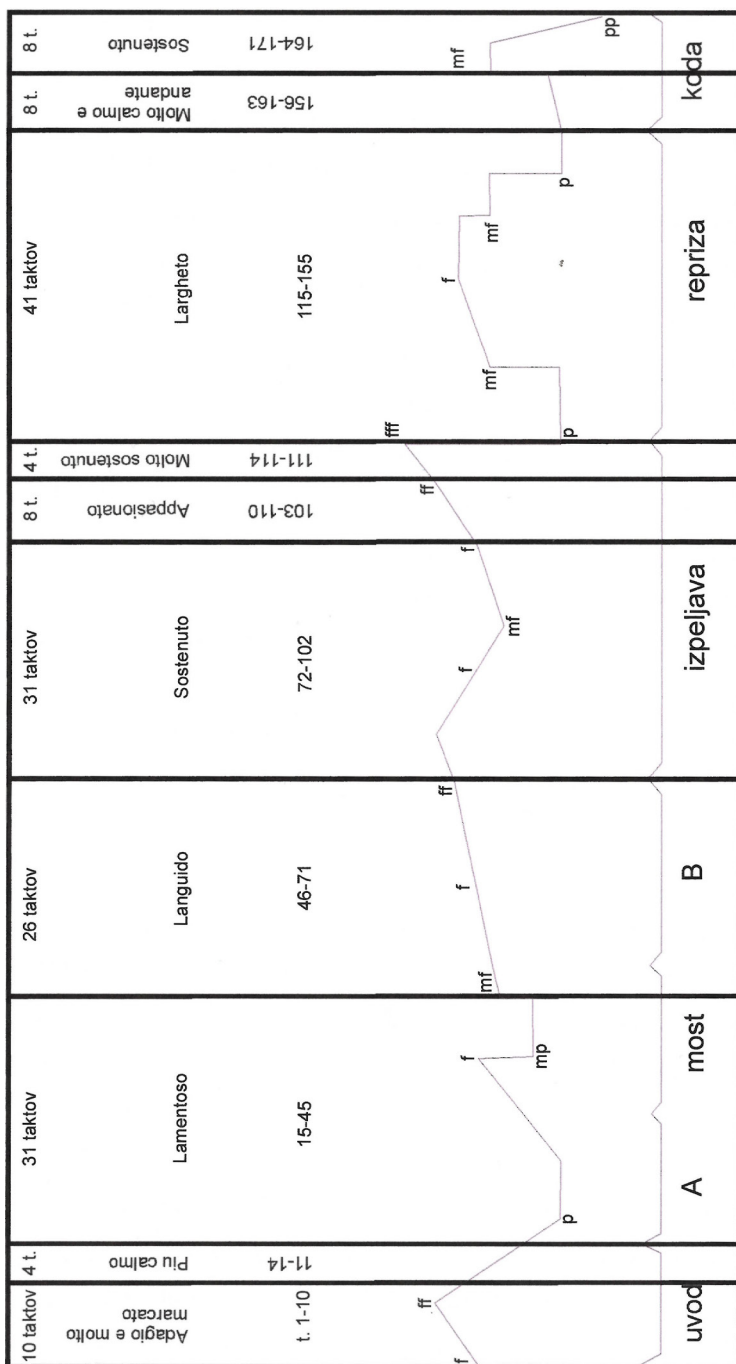 10 taktov
4 t.
31 taktov
26 taktov
31 taktov
8 t.
4 t.
41 taktov
8 t.
8 t.
Adagio e molto
marcato
Piu calmo
Lamentoso
Languido
Sostenuto
Appasionato
Molto sostenuto
Largheto
Molto calmo e
andante
Sostenuto
t. 1-10
11-14
15-45
46-71
72-102
103-110
111-114
115-155
156-163
164-171
f
ff
p
f
mp
mf
f
ff
f
mf
f
ff
fff
p
mf
f
mf
p
mf
pp
uvod
A
most
B
izpeljava
repriza
koda